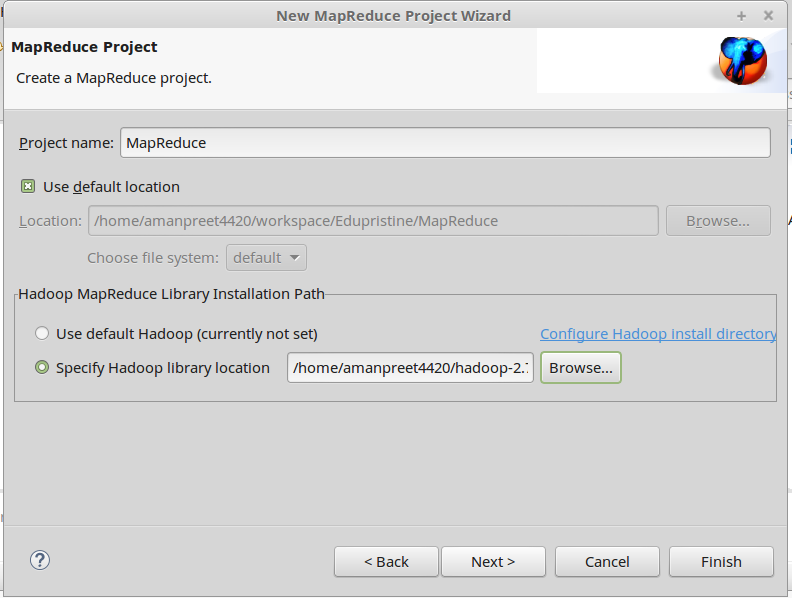 New MapReduce Project Wizard
MapReduce Project
Create a MapReduce project.
Project name: MapReduce
Use default location
Location: /home/amanpreet4420/workspace/Edupristine/MapReduce Browse...
Choose file system: default
Hadoop MapReduce Library Installation Path
Use default Hadoop (currently not set) Configure Hadoop install directory
Specify Hadoop library location /home/amanpreet4420/hadoop-2. Browse...
? < Back Next > Cancel Finish